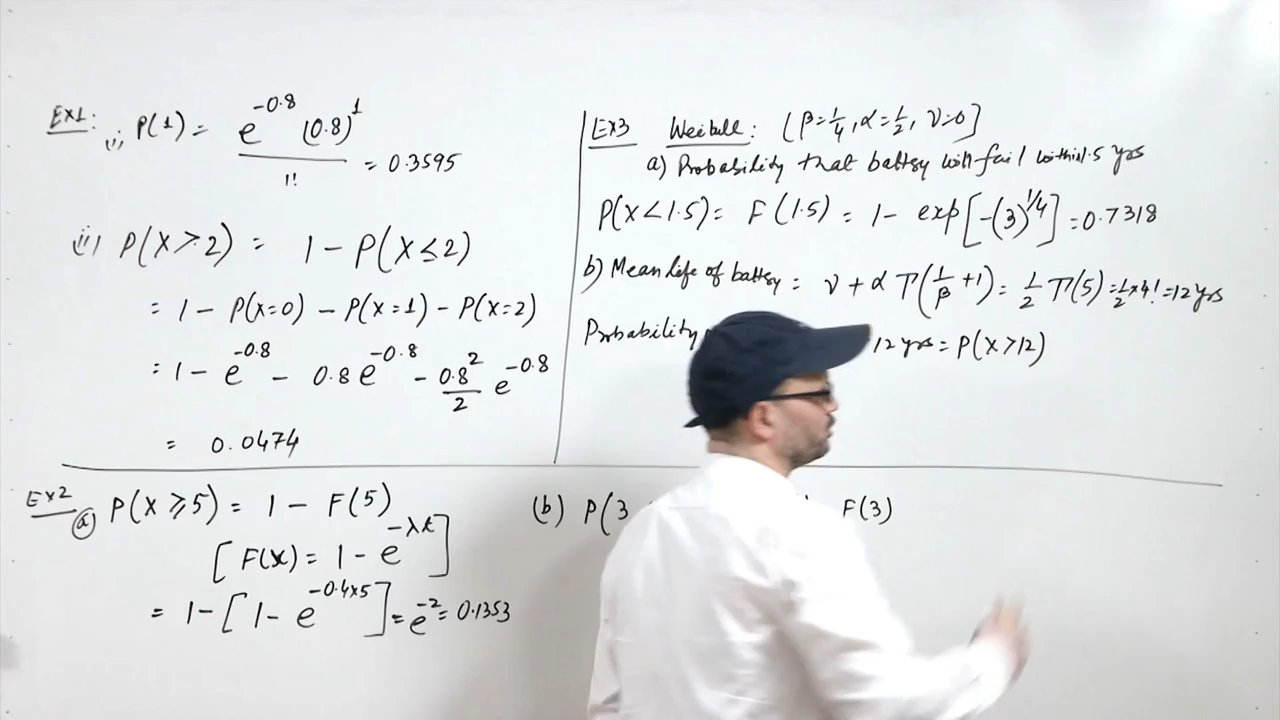 Ex1: i) P(1) = e^-0.8 (0.8)^1 / 1! = 0.3595
ii) P(X>2) = 1 - P(X≤2)
= 1 - P(X=0) - P(X=1) - P(X=2)
= 1 - e^-0.8 - 0.8 e^-0.8 - 0.8^2/2 e^-0.8
= 0.0474
Ex3 Weibull: [β=1/4, α=1/2, ν=0]
a) Probability that battery will fail within 1.5 yrs
P(X<1.5) = F(1.5) = 1 - exp[-(3)^1/4] = 0.7318
b) Mean life of battery = ν + α Γ(1/β +1) = 1/2 Γ(5) = 1/2 × 4! = 12 yrs
Probability 12 yrs = P(X>12)
Ex2 a) P(X≥5) = 1 - F(5)
[F(x) = 1 - e^-λt]
= 1 - [1 - e^-0.4×5] = e^-2 = 0.1353
(b) P(3 F(3)